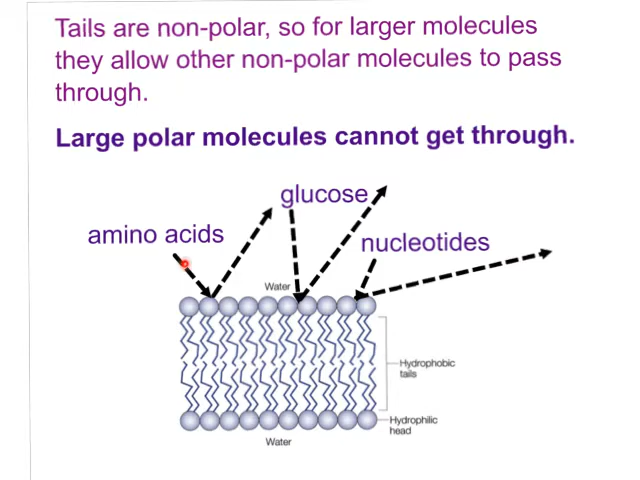 Tails are non-polar, so for larger molecules
they allow other non-polar molecules to pass
through.
Large polar molecules cannot get through.
glucose
amino acids
nucleotides
Water
Hydrophobic
tails
Hydrophilic
head
Water